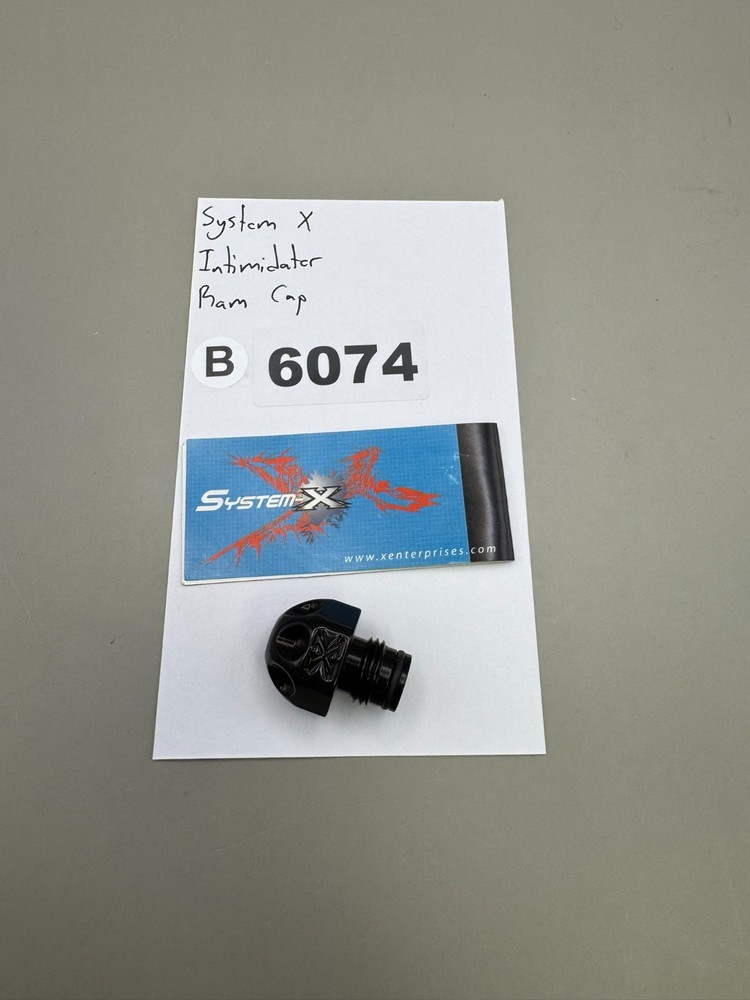 System X
Intimidator
Ram Cap
B 6074
SYSTEM-X
www.xenterprises.com